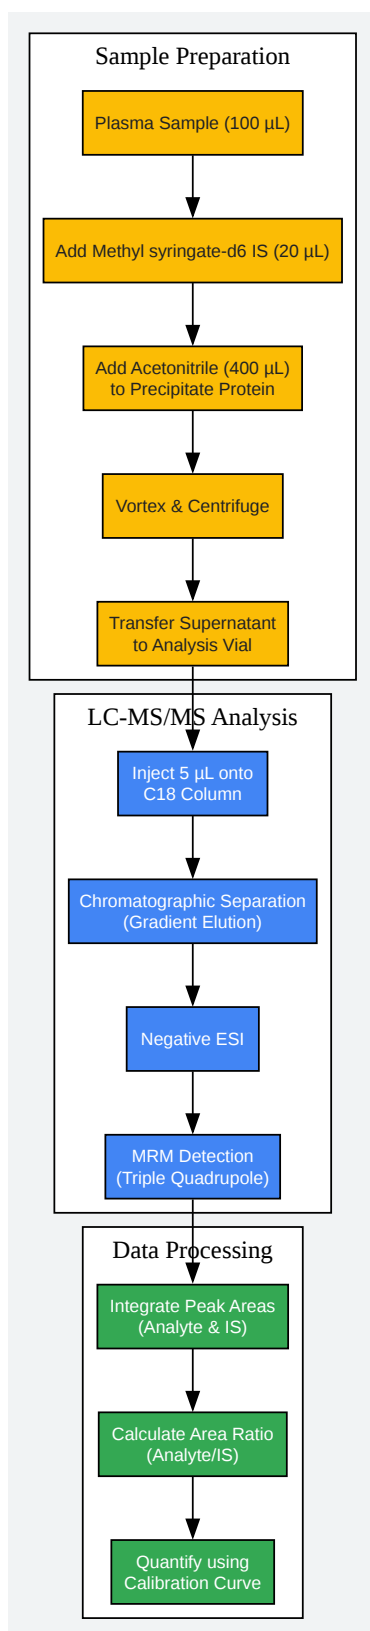 Sample Preparation
Plasma Sample (100 µL)
Add Methyl syringate-d6 IS (20 µL)
Add Acetonitrile (400 µL)
to Precipitate Protein
Vortex & Centrifuge
Transfer Supernatant
to Analysis Vial
LC-MS/MS Analysis
Inject 5 µL onto
C18 Column
Chromatographic Separation
(Gradient Elution)
Negative ESI
MRM Detection
(Triple Quadrupole)
Data Processing
Integrate Peak Areas
(Analyte & IS)
Calculate Area Ratio
(Analyte/IS)
Quantify using
Calibration Curve